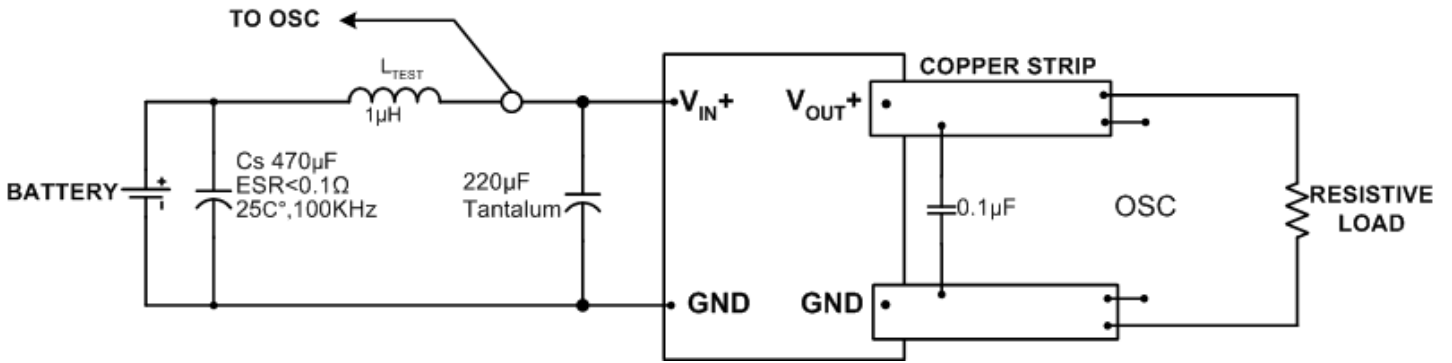 TO OSC
L_TEST
1µH
COPPER STRIP
V_IN+
V_OUT+
BATTERY
+
-
Cs 470µF
ESR<0.1Ω
25C°,100KHz
220µF
Tantalum
0.1µF
OSC
RESISTIVE
LOAD
GND
GND